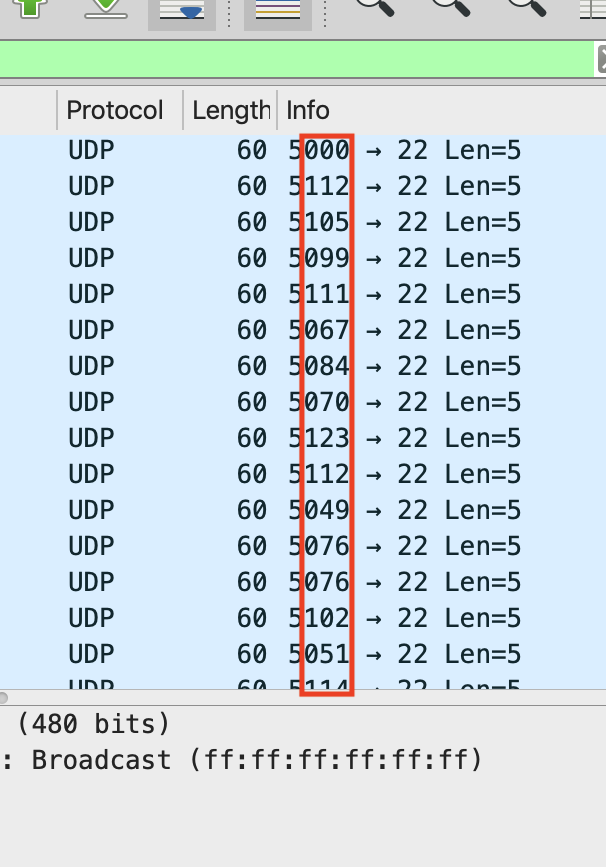 Protocol Length Info
UDP 60 5000 → 22 Len=5
UDP 60 5112 → 22 Len=5
UDP 60 5105 → 22 Len=5
UDP 60 5099 → 22 Len=5
UDP 60 5111 → 22 Len=5
UDP 60 5067 → 22 Len=5
UDP 60 5084 → 22 Len=5
UDP 60 5070 → 22 Len=5
UDP 60 5123 → 22 Len=5
UDP 60 5112 → 22 Len=5
UDP 60 5049 → 22 Len=5
UDP 60 5076 → 22 Len=5
UDP 60 5076 → 22 Len=5
UDP 60 5102 → 22 Len=5
UDP 60 5051 → 22 Len=5
UDP 60 5114 → 22 Len=5
(480 bits)
: Broadcast (ff:ff:ff:ff:ff:ff)